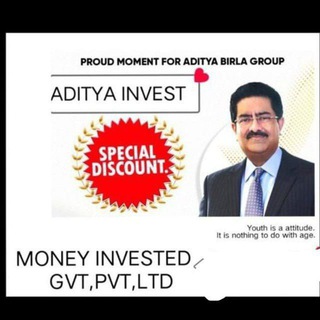 PROUD MOMENT FOR ADITYA BIRLA GROUP
ADITYA INVEST
SPECIAL
DISCOUNT.
Youth is a attitude.
It is nothing to do with age.
MONEY INVESTED
GVT,PVT,LTD